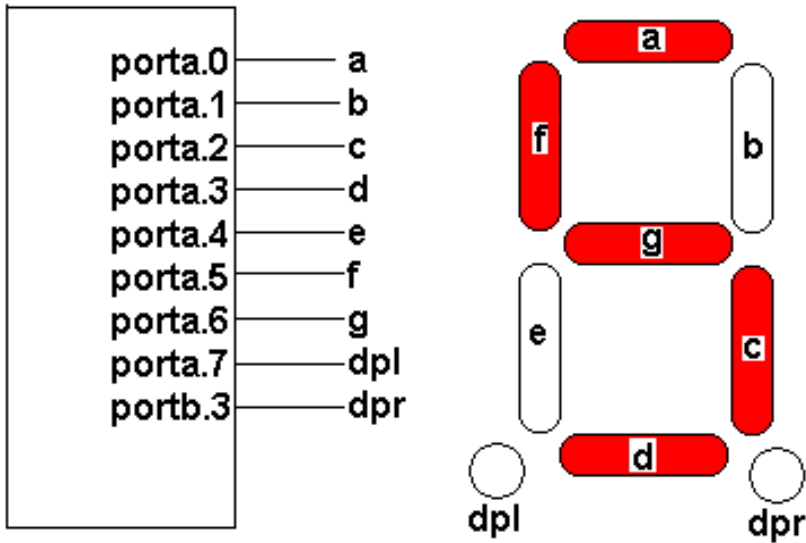 porta.0 a
porta.1 b
porta.2 c
porta.3 d
porta.4 e
porta.5 f
porta.6 g
porta.7 dpl
portb.3 dpr
a
f
b
g
e
c
d
dpl
dpr